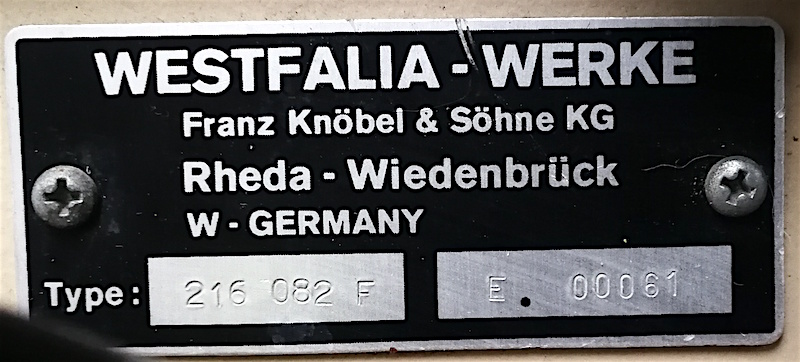 WESTFALIA - WERKE
Franz Knöbel & Söhne KG
Rheda - Wiedenbrück
W - GERMANY
Type: 216 082 F E. 00061